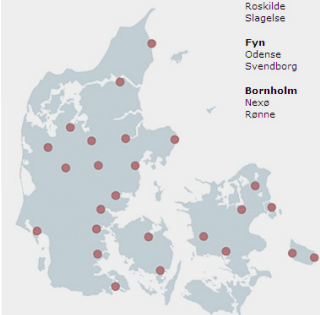 Roskilde
Slagelse
Fyn
Odense
Svendborg
Bornholm
Nexø
Rønne